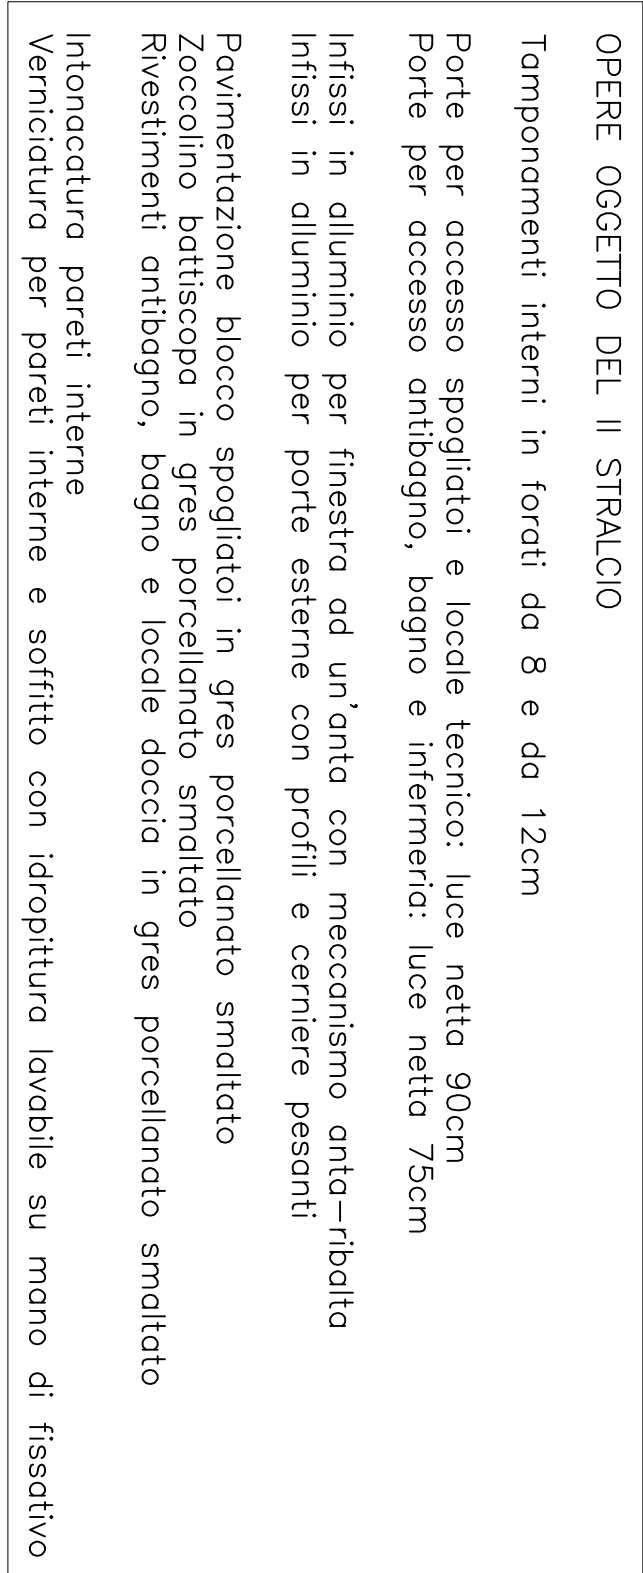 OPERE OGGETTO DEL II STRALCIO
Tamponamenti interni in forati da 8 e da 12cm
Porte per accesso spogliatoi e locale tecnico: luce netta 90cm
Porte per accesso antibagno, bagno e infermeria: luce netta 75cm
Infissi in alluminio per finestra ad un'anta con meccanismo anta-ribalta
Infissi in alluminio per porte esterne con profili e cerniere pesanti
Pavimentazione blocco spogliatoi in gres porcellanato smaltato
Zoccolino battiscopa in gres porcellanato smaltato
Rivestimenti antibagno, bagno e locale doccia in gres porcellanato smaltato
Intonacatura pareti interne
Verniciatura per pareti interne e soffitto con idropittura lavabile su mano di fissativo